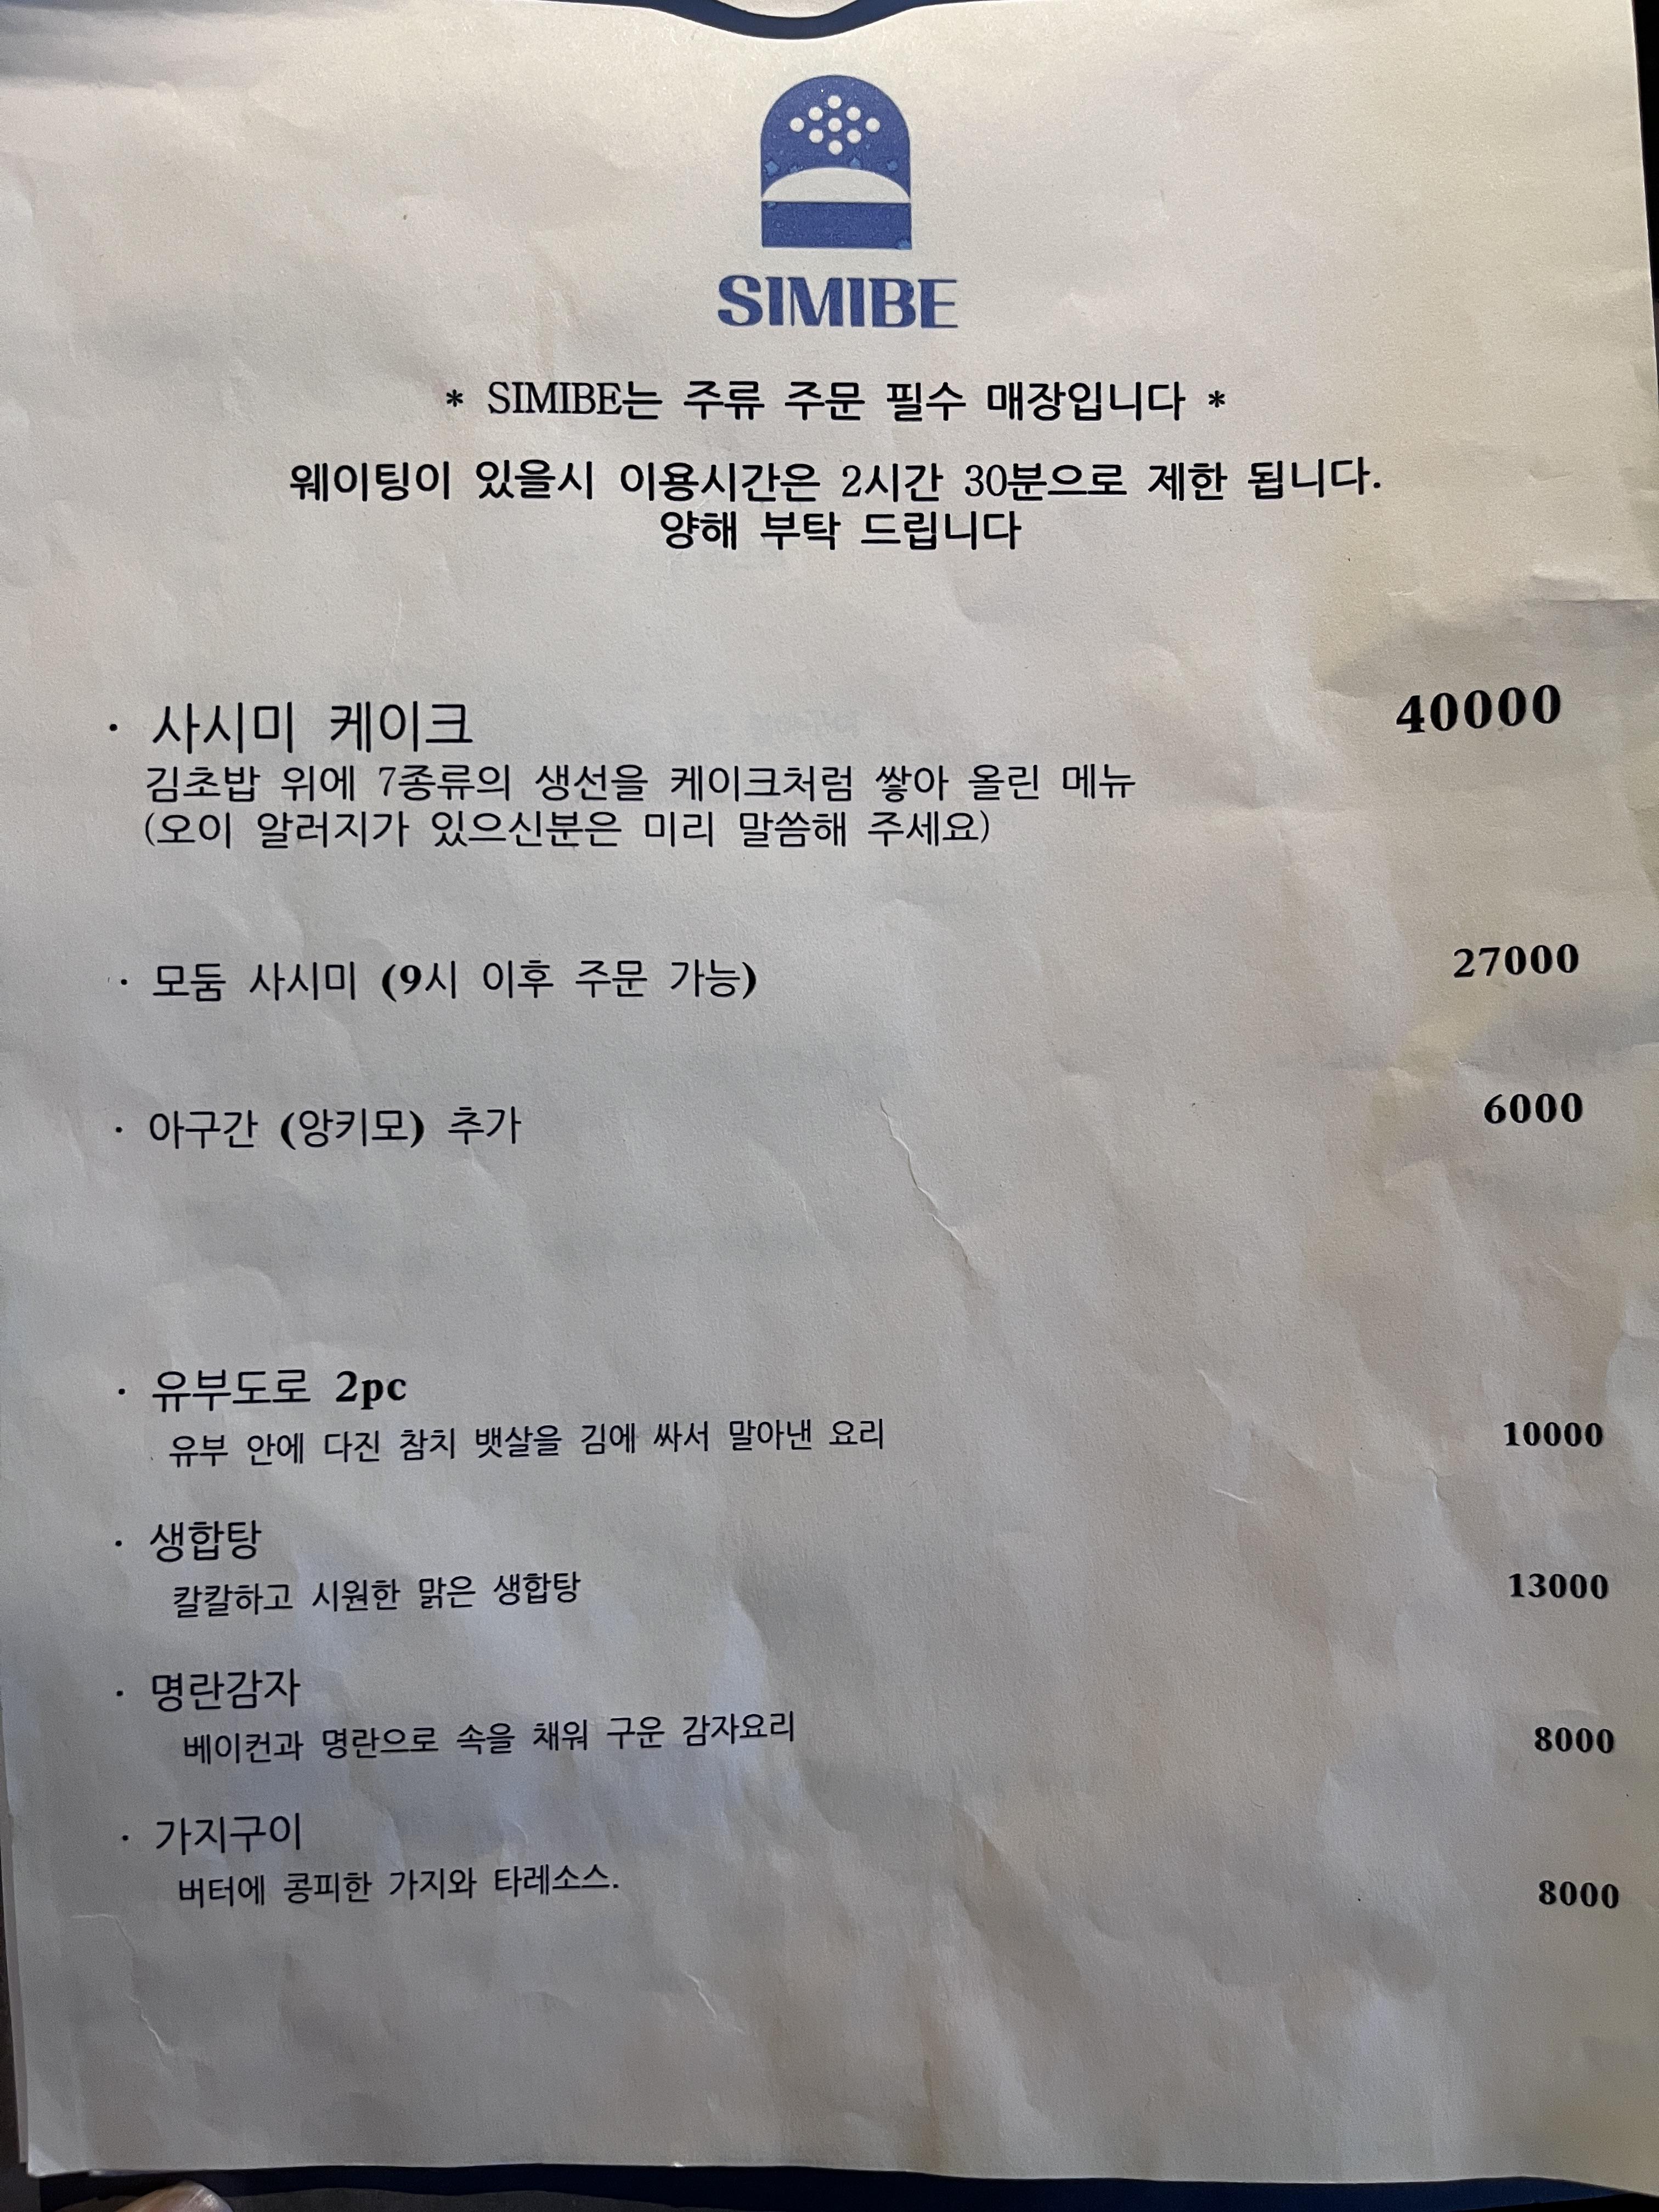 SIMIBE
* SIMIBE는 주류 주문 필수 매장입니다 *
웨이팅이 있을시 이용시간은 2시간 30분으로 제한 됩니다.
양해 부탁 드립니다
· 사시미 케이크 40000
김초밥 위에 7종류의 생선을 케이크처럼 쌓아 올린 메뉴
(오이 알러지가 있으신분은 미리 말씀해 주세요)
· 모둠 사시미 (9시 이후 주문 가능) 27000
· 아구간 (앙키모) 추가 6000
· 유부도로 2pc
유부 안에 다진 참치 뱃살을 김에 싸서 말아낸 요리 10000
· 생합탕
칼칼하고 시원한 맑은 생합탕 13000
· 명란감자
베이컨과 명란으로 속을 채워 구운 감자요리 8000
· 가지구이
버터에 콩피한 가지와 타레소스. 8000